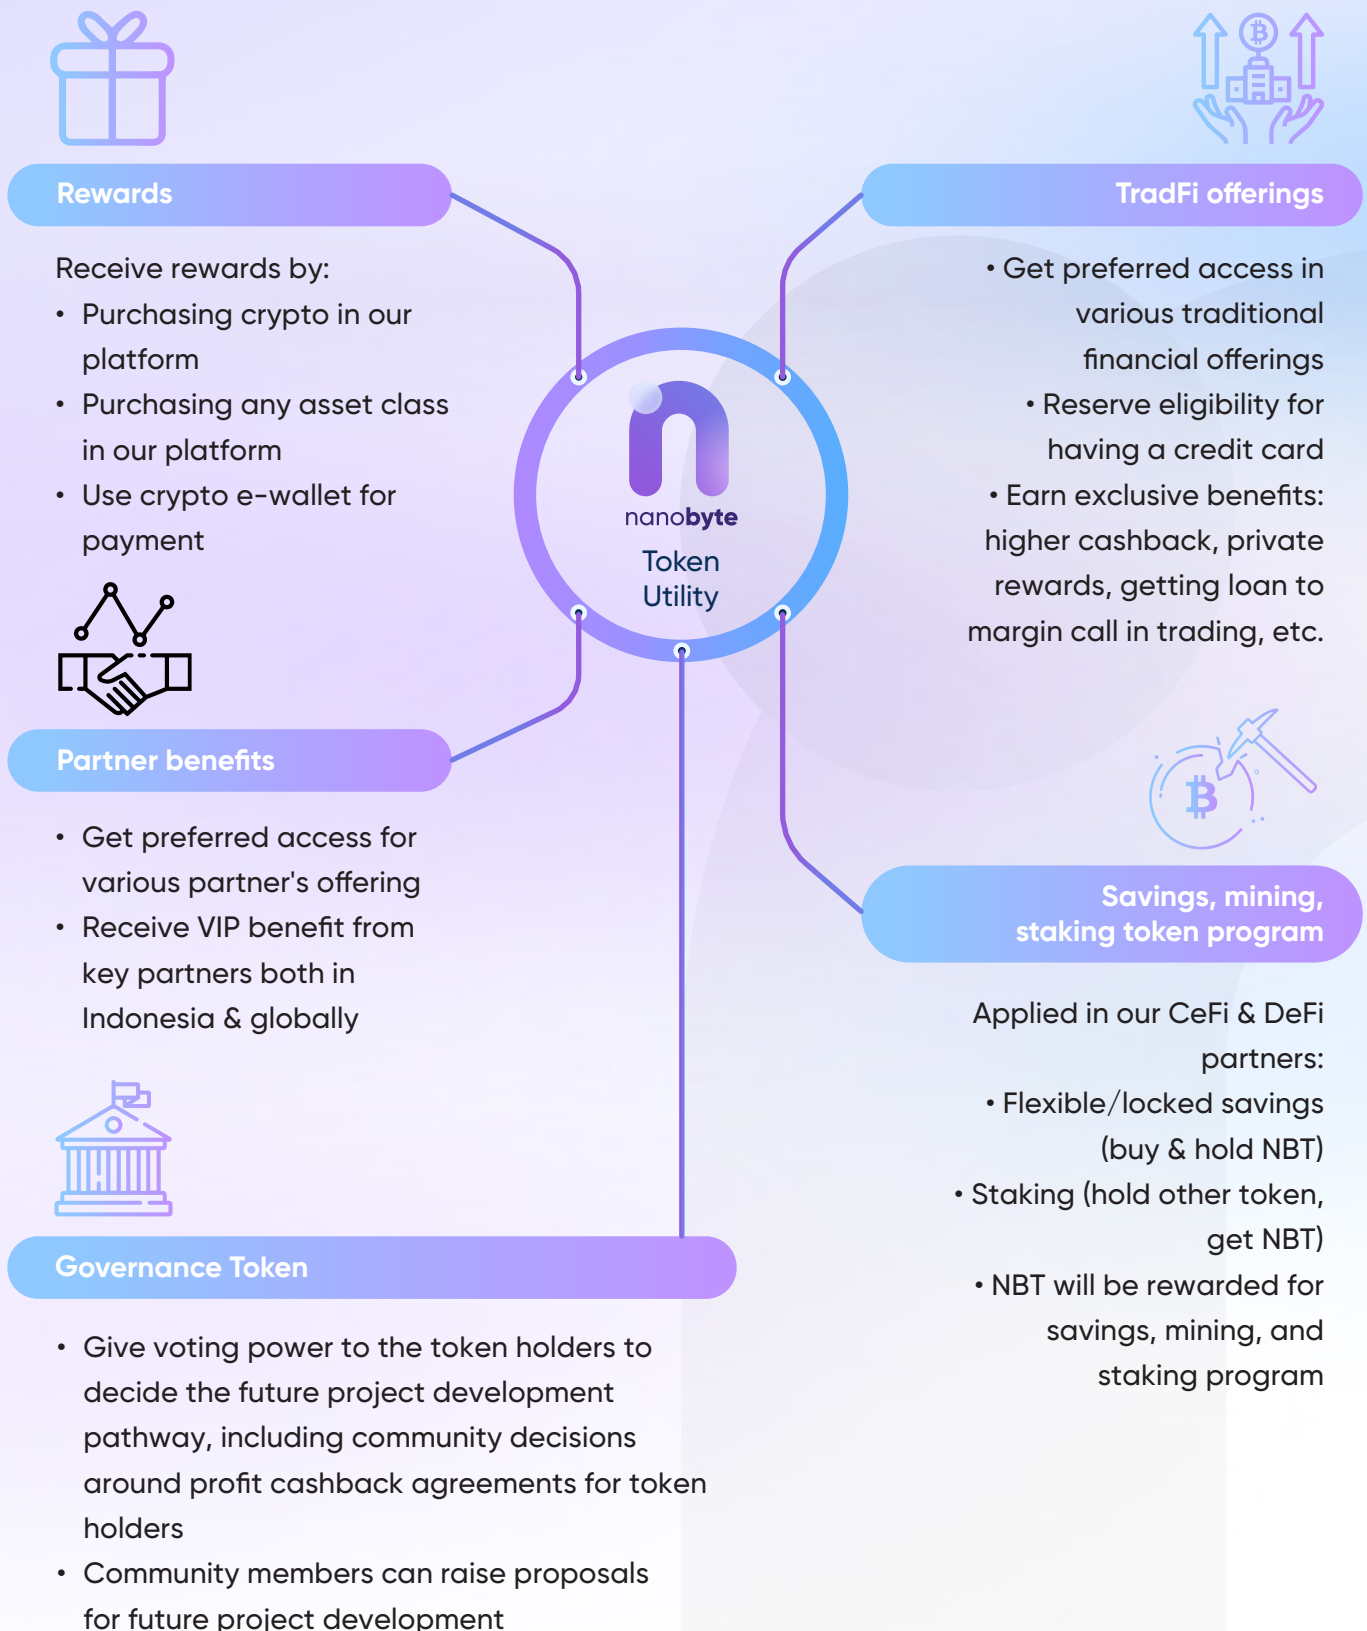 Rewards
Receive rewards by:
• Purchasing crypto in our
platform
• Purchasing any asset class
in our platform
• Use crypto e-wallet for
payment
Partner benefits
• Get preferred access for
various partner's offering
• Receive VIP benefit from
key partners both in
Indonesia & globally
Governance Token
• Give voting power to the token holders to
decide the future project development
pathway, including community decisions
around profit cashback agreements for token
holders
• Community members can raise proposals
for future project development
nanobyte
Token
Utility
TradFi offerings
• Get preferred access in
various traditional
financial offerings
• Reserve eligibility for
having a credit card
• Earn exclusive benefits:
higher cashback, private
rewards, getting loan to
margin call in trading, etc.
Savings, mining,
staking token program
Applied in our CeFi & DeFi
partners:
• Flexible/locked savings
(buy & hold NBT)
• Staking (hold other token,
get NBT)
• NBT will be rewarded for
savings, mining, and
staking program